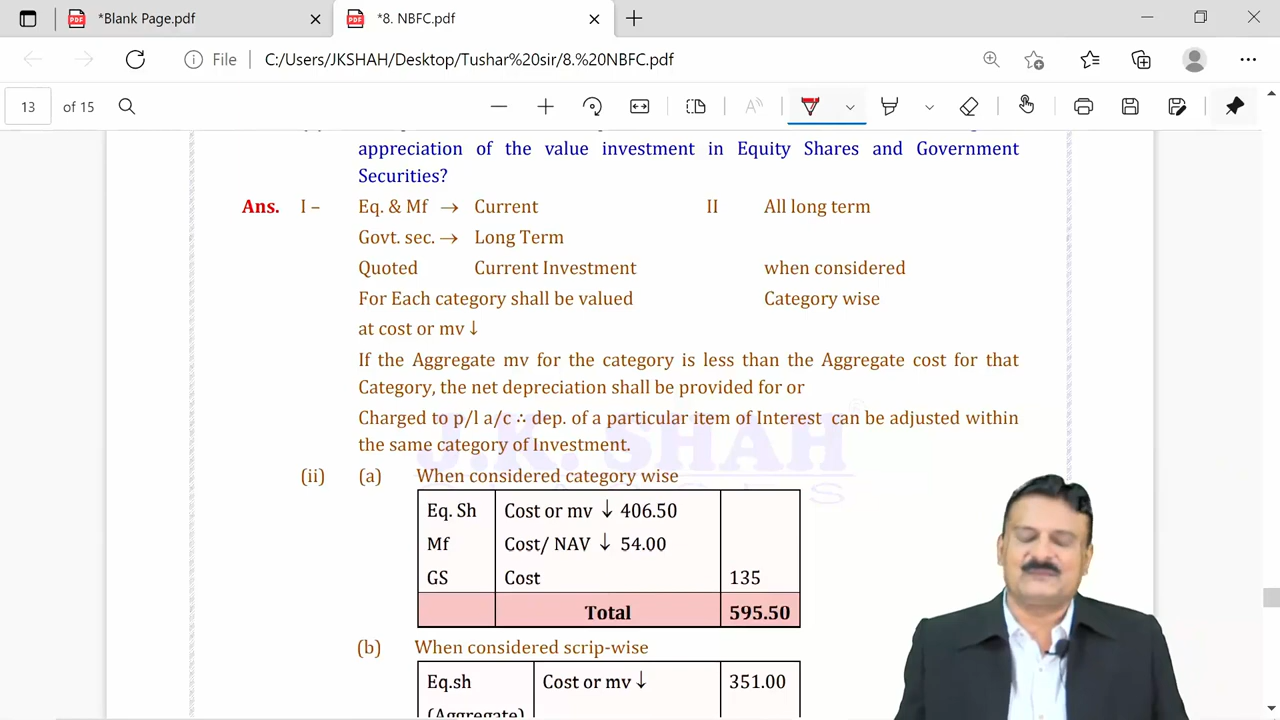 *Blank Page.pdf
*8. NBFC.pdf
File C:/Users/JKSHAH/Desktop/Tushar%20sir/8.%20NBFC.pdf
13 of 15
appreciation of the value investment in Equity Shares and Government
Securities?
Ans. I – Eq. & Mf → Current II All long term
Govt. sec. → Long Term
Quoted Current Investment when considered
For Each category shall be valued Category wise
at cost or mv ↓
If the Aggregate mv for the category is less than the Aggregate cost for that
Category, the net depreciation shall be provided for or
Charged to p/l a/c ∴ dep. of a particular item of Interest can be adjusted within
the same category of Investment.
J.K. SHAH
(ii) (a) When considered category wise
Eq. Sh Cost or mv ↓ 406.50
Mf Cost/ NAV ↓ 54.00
GS Cost 135
Total 595.50
(b) When considered scrip-wise
Eq.sh Cost or mv ↓ 351.00
(Aggregate)